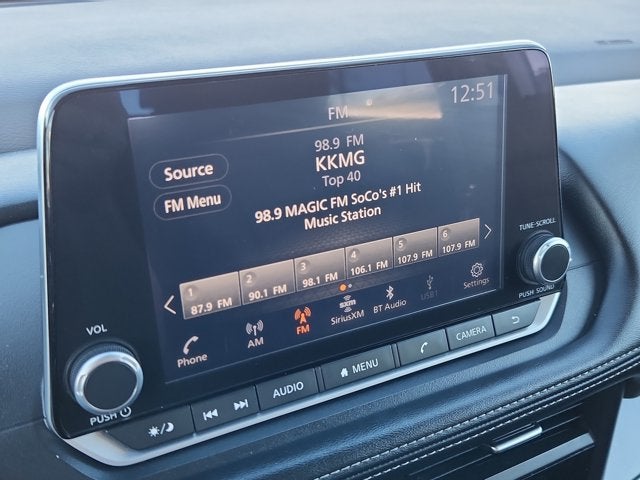 FM
12:51
98.9 FM
KKMG
Top 40
Source
FM Menu
98.9 MAGIC FM SoCo's #1 Hit
Music Station
1 87.9 FM
2 90.1 FM
3 98.1 FM
4 106.1 FM
5 107.9 FM
6 107.9 FM
Phone
AM
FM
sxm
SiriusXM
BT Audio
USB1
Settings
TUNE·SCROLL
PUSH SOUND
VOL
PUSH
AUDIO
MENU
CAMERA